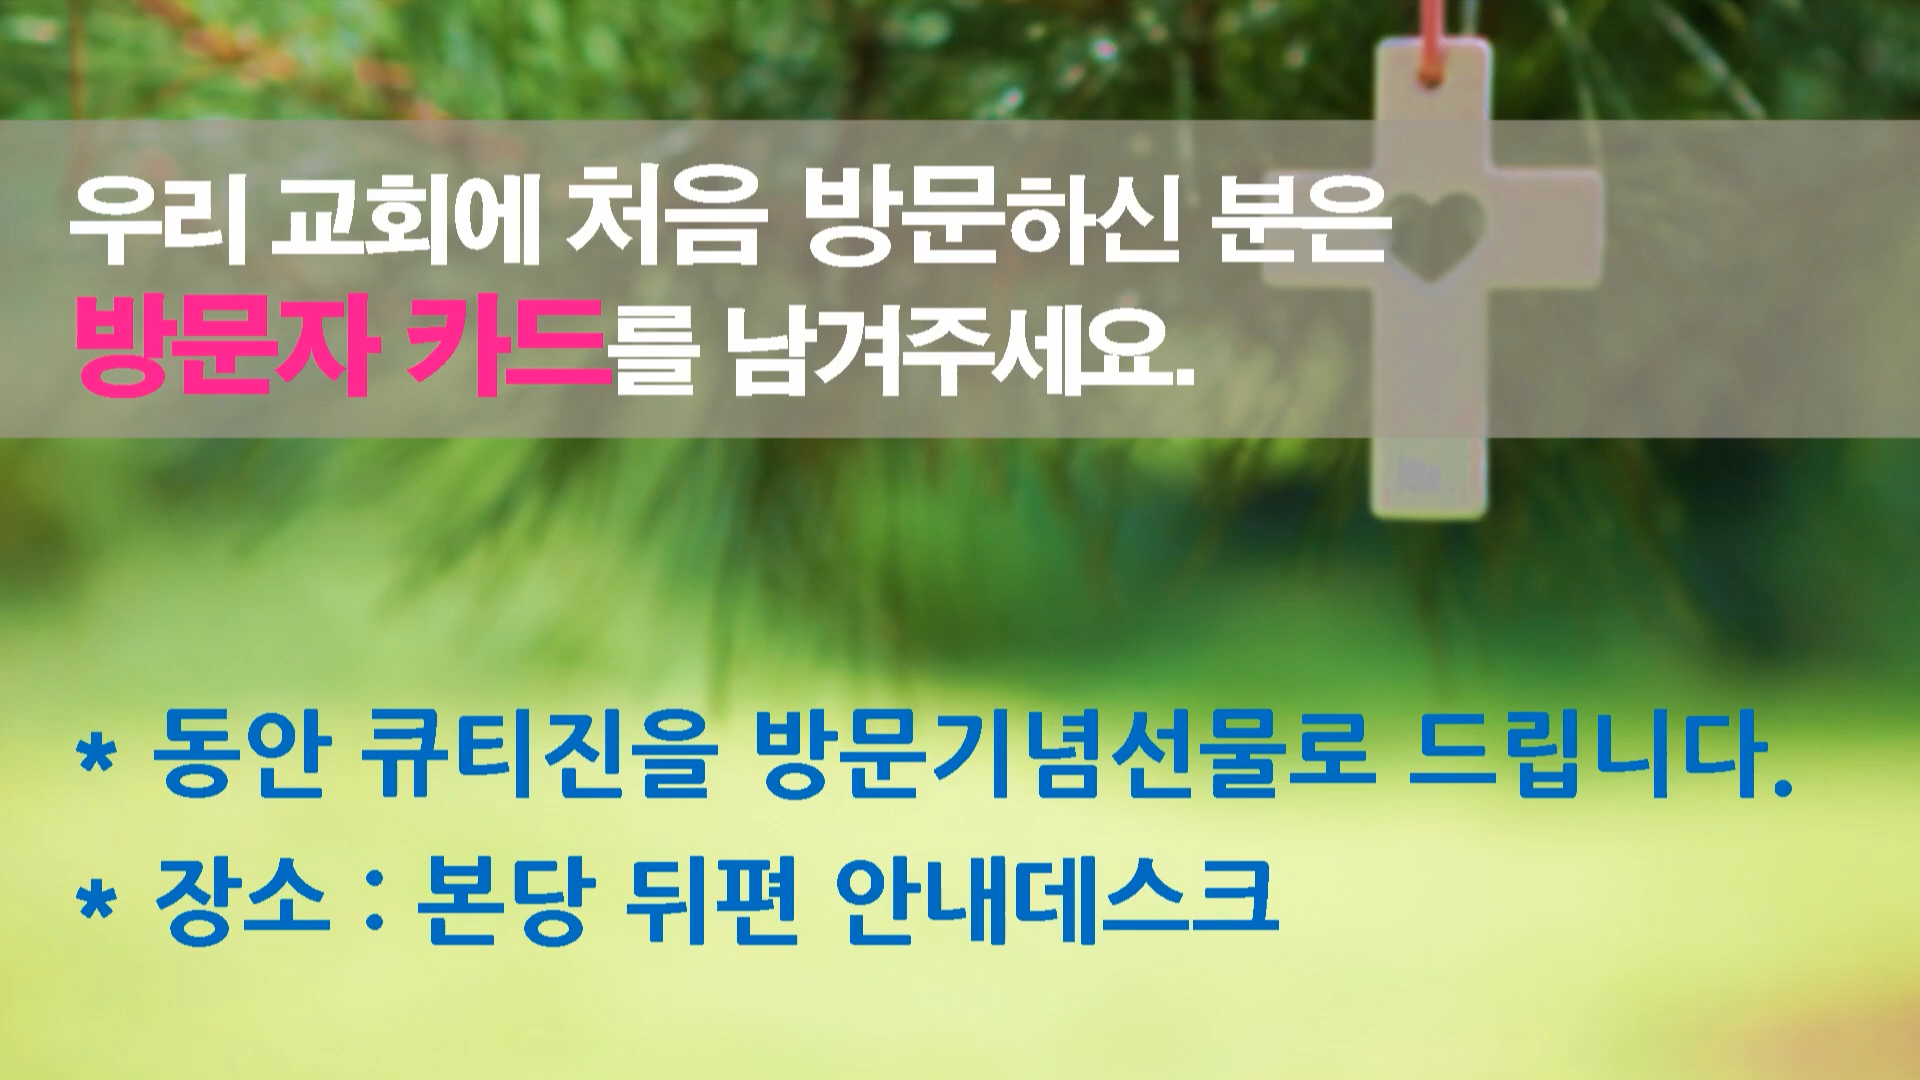 우리 교회에 처음 방문하신 분은
방문자 카드를 남겨주세요.
* 동안 큐티진을 방문기념선물로 드립니다.
* 장소 : 본당 뒤편 안내데스크